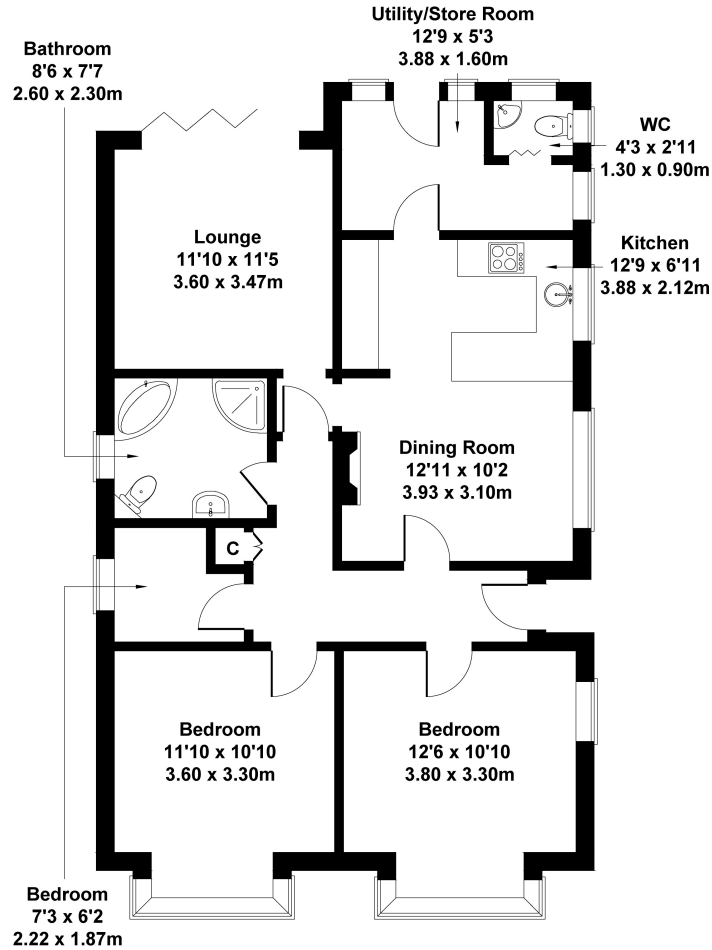 Utility/Store Room
12'9 x 5'3
3.88 x 1.60m
Bathroom
8'6 x 7'7
2.60 x 2.30m
WC
4'3 x 2'11
1.30 x 0.90m
Lounge
11'10 x 11'5
3.60 x 3.47m
Kitchen
12'9 x 6'11
3.88 x 2.12m
Dining Room
12'11 x 10'2
3.93 x 3.10m
C
Bedroom
11'10 x 10'10
3.60 x 3.30m
Bedroom
12'6 x 10'10
3.80 x 3.30m
Bedroom
7'3 x 6'2
2.22 x 1.87m